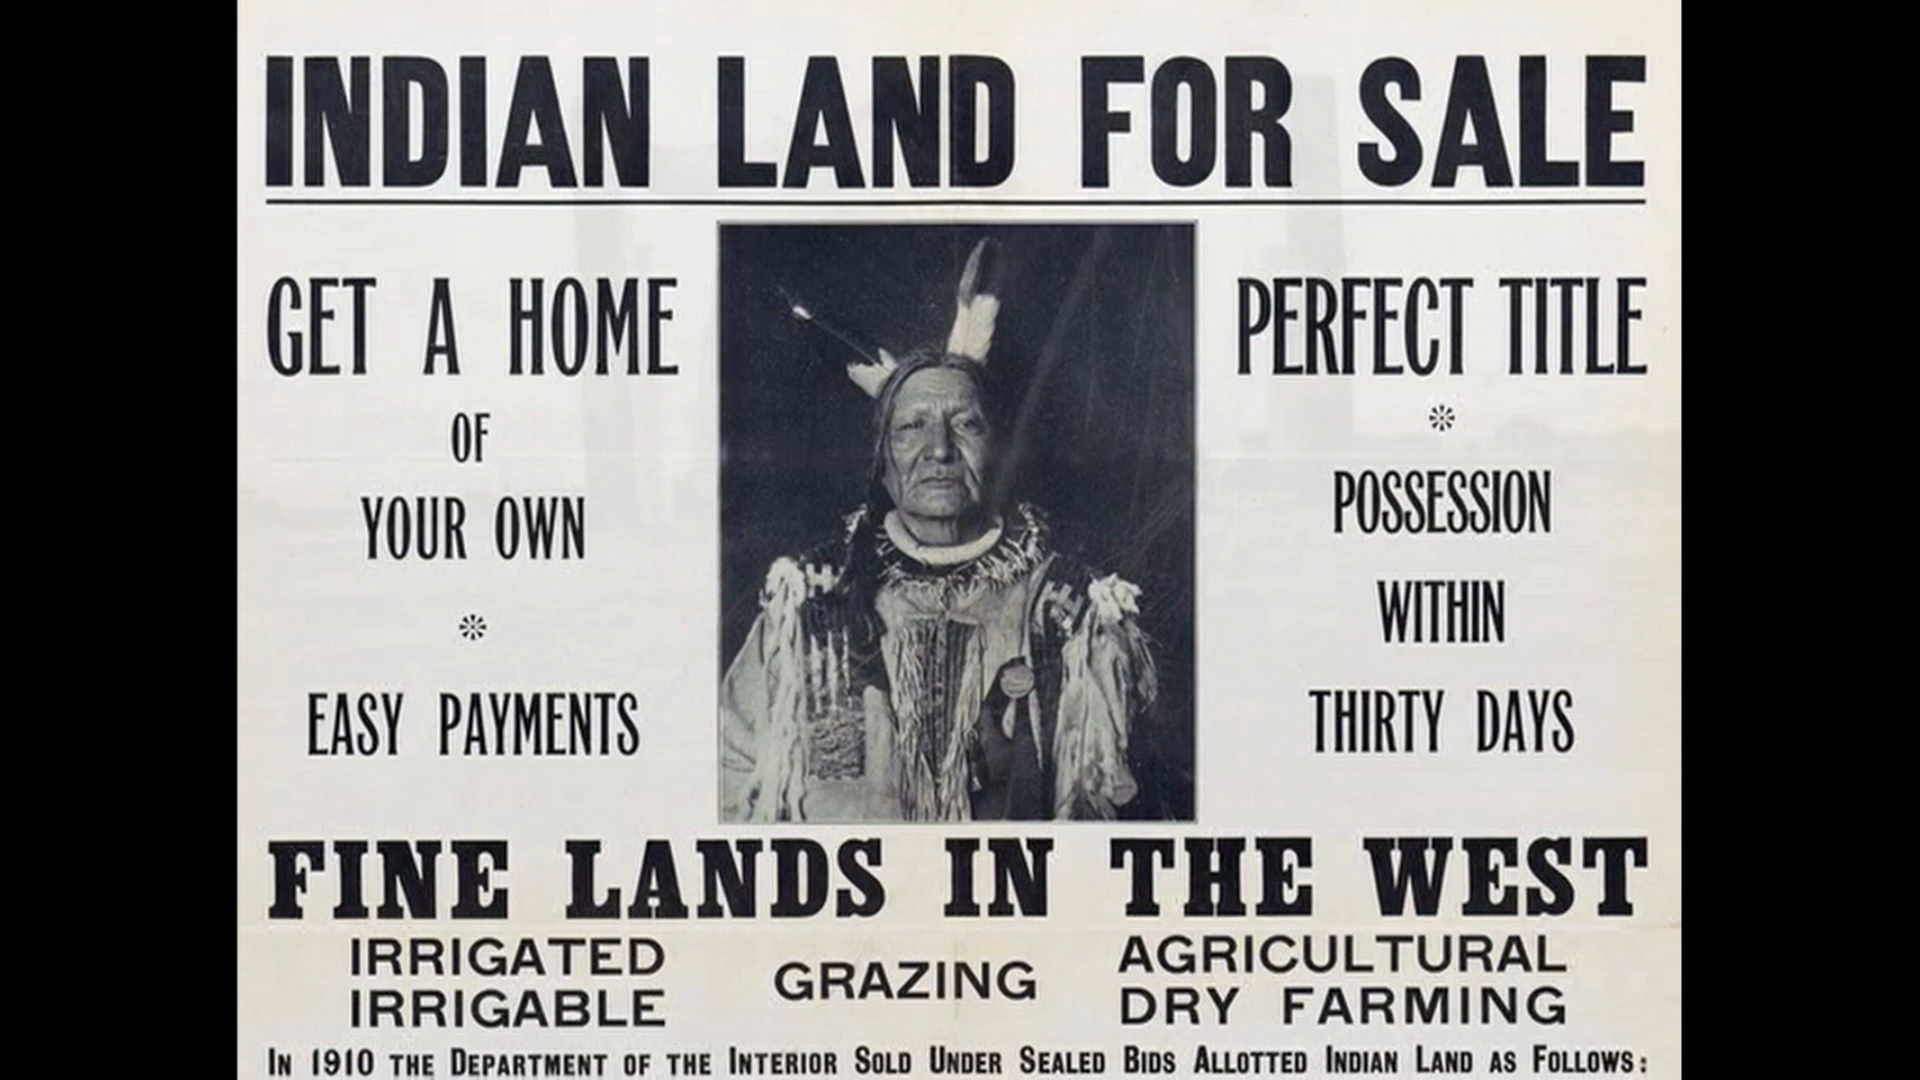 INDIAN LAND FOR SALE
GET A HOME
OF
YOUR OWN
EASY PAYMENTS
PERFECT TITLE
POSSESSION
WITHIN
THIRTY DAYS
FINE LANDS IN THE WEST
IRRIGATED
IRRIGABLE
GRAZING
AGRICULTURAL
DRY FARMING
IN 1910 THE DEPARTMENT OF THE INTERIOR SOLD UNDER SEALED BIDS ALLOTTED INDIAN LAND AS FOLLOWS: